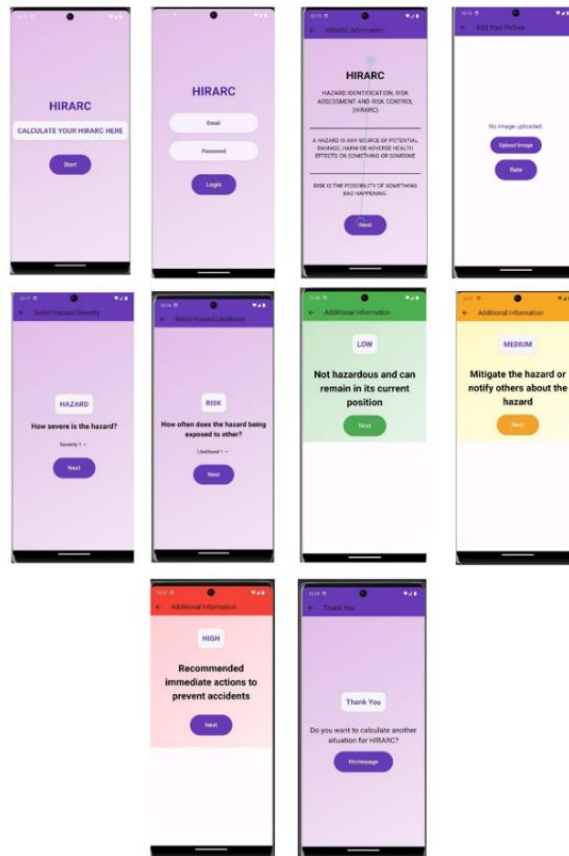 HIRARC
CALCULATE YOUR HIRARC HERE
Start
HIRARC
Email
Password
Login
HIRARC Information
HIRARC
HAZARD IDENTIFICATION, RISK
ASSESSMENT AND RISK CONTROL
(HIRARC)
A HAZARD IS ANY SOURCE OF POTENTIAL
DAMAGE, HARM OR ADVERSE HEALTH
EFFECTS ON SOMETHING OR SOMEONE
RISK IS THE POSSIBILITY OF SOMETHING
BAD HAPPENING.
Next
Add Your Picture
No image uploaded
Upload Image
Rate
Select Hazard Severity
HAZARD
How severe is the hazard?
Severity 1
Next
Select Hazard Likelihood
RISK
How often does the hazard being
exposed to other?
Likelihood 1
Next
Additional Information
LOW
Not hazardous and can
remain in its current
position
Next
Additional Information
MEDIUM
Mitigate the hazard or
notify others about the
hazard
Next
Additional Information
HIGH
Recommended
immediate actions to
prevent accidents
Next
Thank You
Thank You
Do you want to calculate another
situation for HIRARC?
Homepage